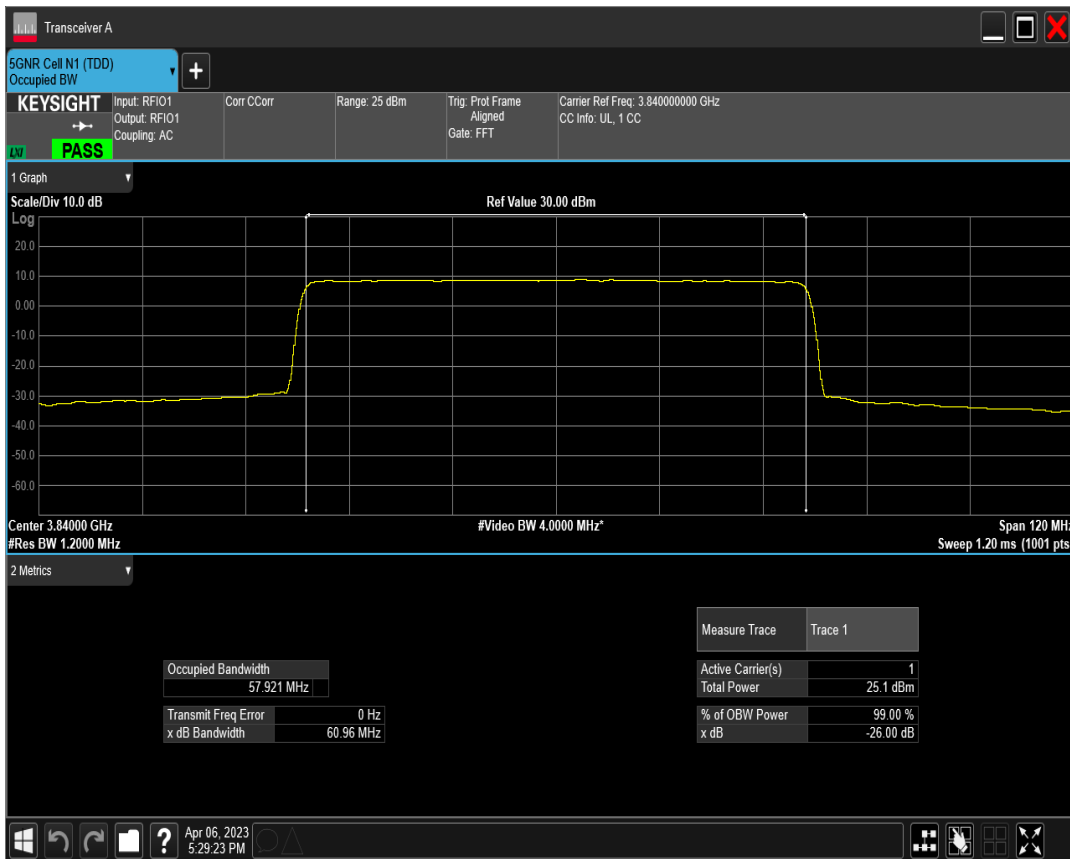 Transceiver A
5GNR Cell N1 (TDD)
Occupied BW
+
KEYSIGHT
LXI
PASS
Input: RFIO1
Output: RFIO1
Coupling: AC
Corr CCorr
Range: 25 dBm
Trig: Prot Frame
Aligned
Gate: FFT
Carrier Ref Freq: 3.840000000 GHz
CC Info: UL, 1 CC
1 Graph
Scale/Div 10.0 dB
Ref Value 30.00 dBm
Log
20.0
10.0
0.00
-10.0
-20.0
-30.0
-40.0
-50.0
-60.0
Center 3.84000 GHz
#Video BW 4.0000 MHz*
Span 120 MHz
#Res BW 1.2000 MHz
Sweep 1.20 ms (1001 pts
2 Metrics
Measure Trace Trace 1
Occupied Bandwidth
57.921 MHz
Active Carrier(s) 1
Total Power 25.1 dBm
Transmit Freq Error 0 Hz
x dB Bandwidth 60.96 MHz
% of OBW Power 99.00 %
x dB -26.00 dB
?
Apr 06, 2023
5:29:23 PM